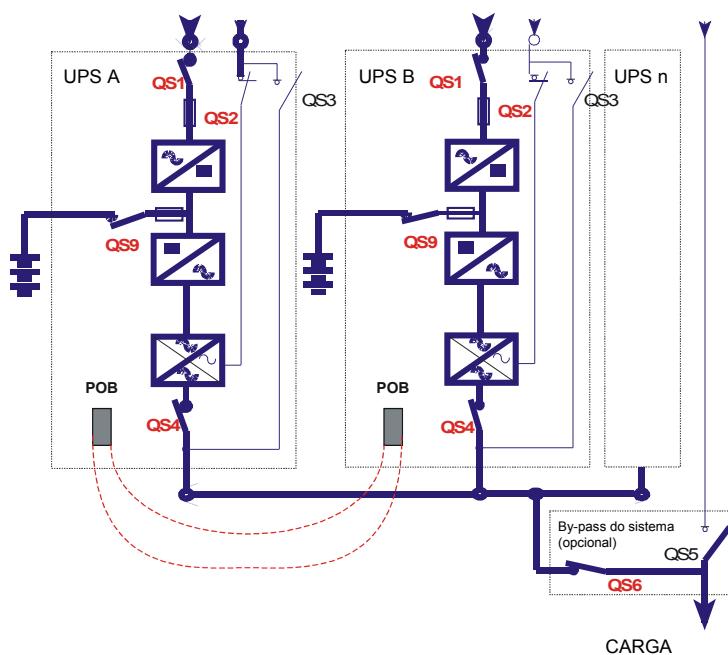 UPS A
UPS B
UPS n
QS1
QS3
QS2
QS1
QS3
QS2
QS9
QS9
POB
POB
QS4
QS4
By-pass do sistema
(opcional)
QS5
QS6
CARGA